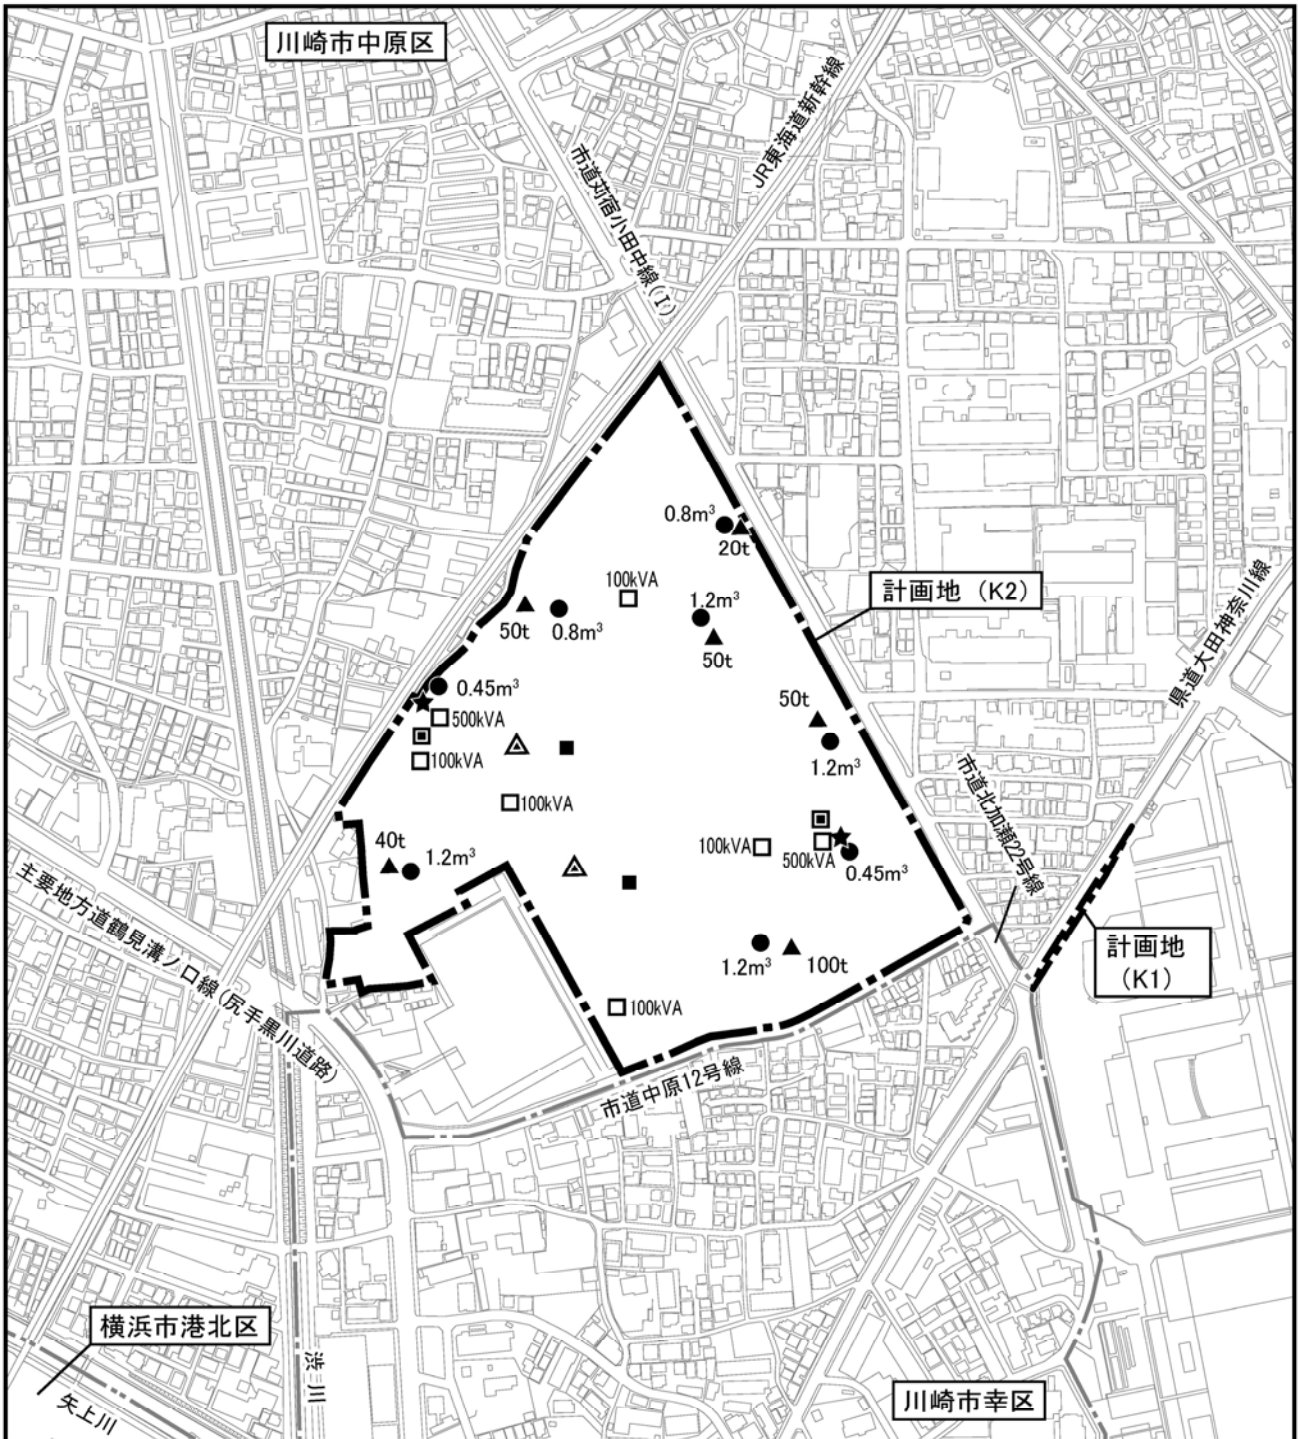 川崎市中原区
JR東海道新幹線
市道苅宿小田中線(Ⅰ)
0.8m³
20t
県道大田神奈川線
計画地（K2）
100kVA
1.2m³
50t
0.8m³
50t
0.45m³
500kVA
100kVA
50t
1.2m³
市道北加瀬22号線
100kVA
40t
1.2m³
100kVA
500kVA
0.45m³
主要地方道鶴見溝ノ口線(尻手黒川道路)
計画地
（K1）
1.2m³
100t
100kVA
市道中原12号線
横浜市港北区
渋川
矢上川
川崎市幸区